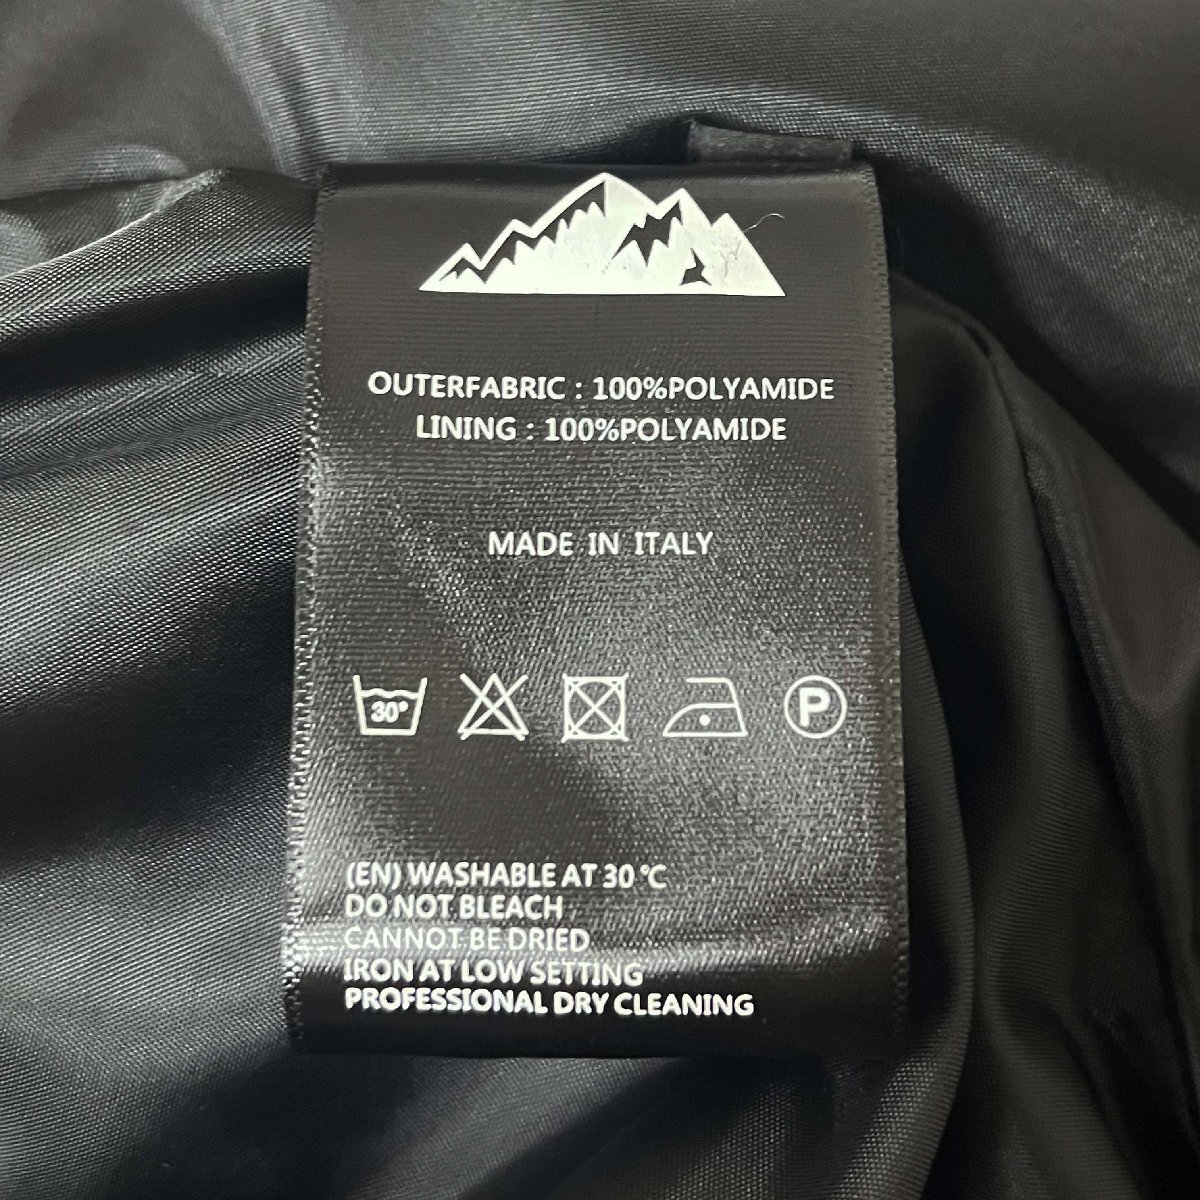 OUTERFABRIC : 100%POLYAMIDE
LINING : 100%POLYAMIDE
MADE IN ITALY
30° P
(EN) WASHABLE AT 30 °C
DO NOT BLEACH
CANNOT BE DRIED
IRON AT LOW SETTING
PROFESSIONAL DRY CLEANING